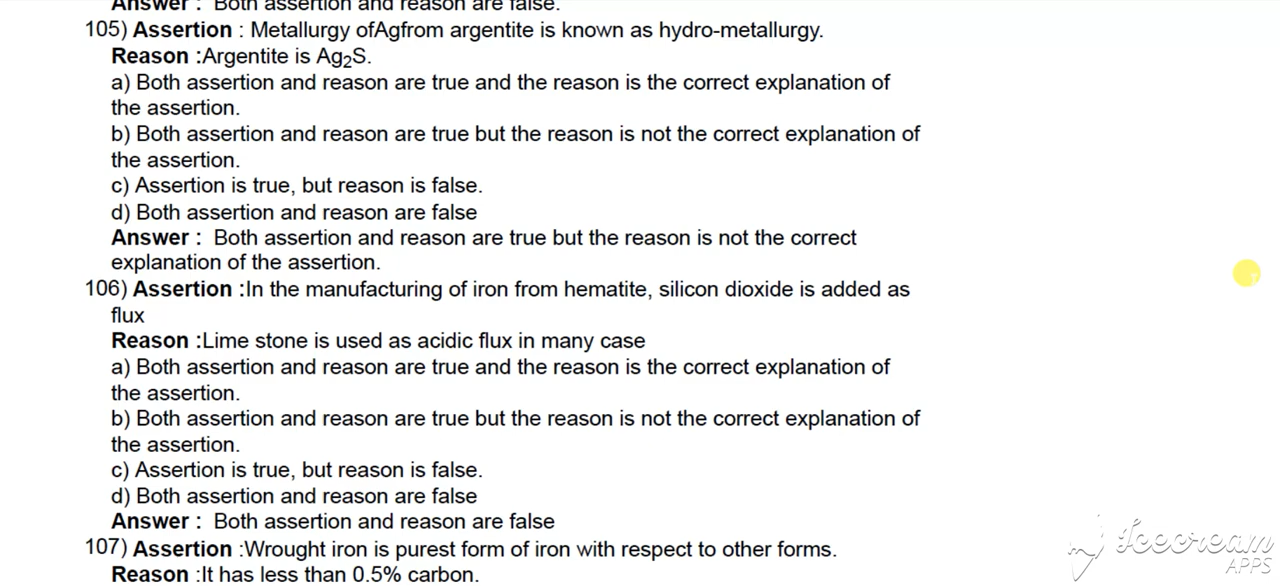 Answer : Both assertion and reason are false.
105) Assertion : Metallurgy ofAgfrom argentite is known as hydro-metallurgy.
Reason :Argentite is Ag₂S.
a) Both assertion and reason are true and the reason is the correct explanation of
the assertion.
b) Both assertion and reason are true but the reason is not the correct explanation of
the assertion.
c) Assertion is true, but reason is false.
d) Both assertion and reason are false
Answer : Both assertion and reason are true but the reason is not the correct
explanation of the assertion.
106) Assertion :In the manufacturing of iron from hematite, silicon dioxide is added as
flux
Reason :Lime stone is used as acidic flux in many case
a) Both assertion and reason are true and the reason is the correct explanation of
the assertion.
b) Both assertion and reason are true but the reason is not the correct explanation of
the assertion.
c) Assertion is true, but reason is false.
d) Both assertion and reason are false
Answer : Both assertion and reason are false
107) Assertion :Wrought iron is purest form of iron with respect to other forms.
Reason :It has less than 0.5% carbon.
Icecream
APPS